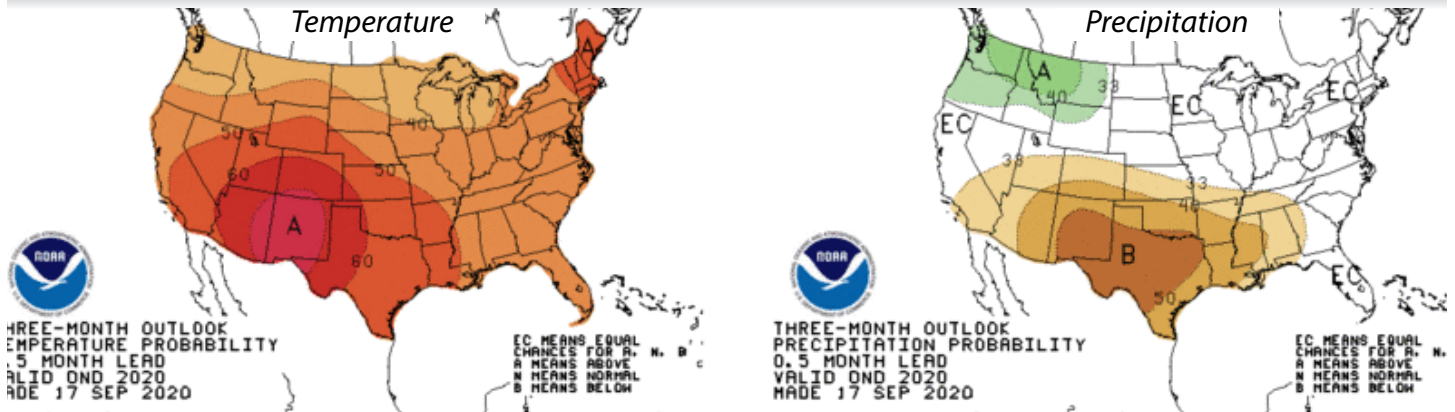 Temperature
A
50
40
60
50
A
60
NOAA
HREE-MONTH OUTLOOK
EMPERATURE PROBABILITY
.5 MONTH LEAD
ALID OND 2020
ADE 17 SEP 2020
EC MEANS EQUAL
CHANCES FOR A, N, B
A MEANS ABOVE
N MEANS NORMAL
B MEANS BELOW
Precipitation
A
33
40
EC
EC
EC
33
33
40
B
EC
50
NOAA
THREE-MONTH OUTLOOK
PRECIPITATION PROBABILITY
0.5 MONTH LEAD
VALID OND 2020
MADE 17 SEP 2020
EC MEANS EQUAL
CHANCES FOR A, N,
A MEANS ABOVE
N MEANS NORMAL
B MEANS BELOW